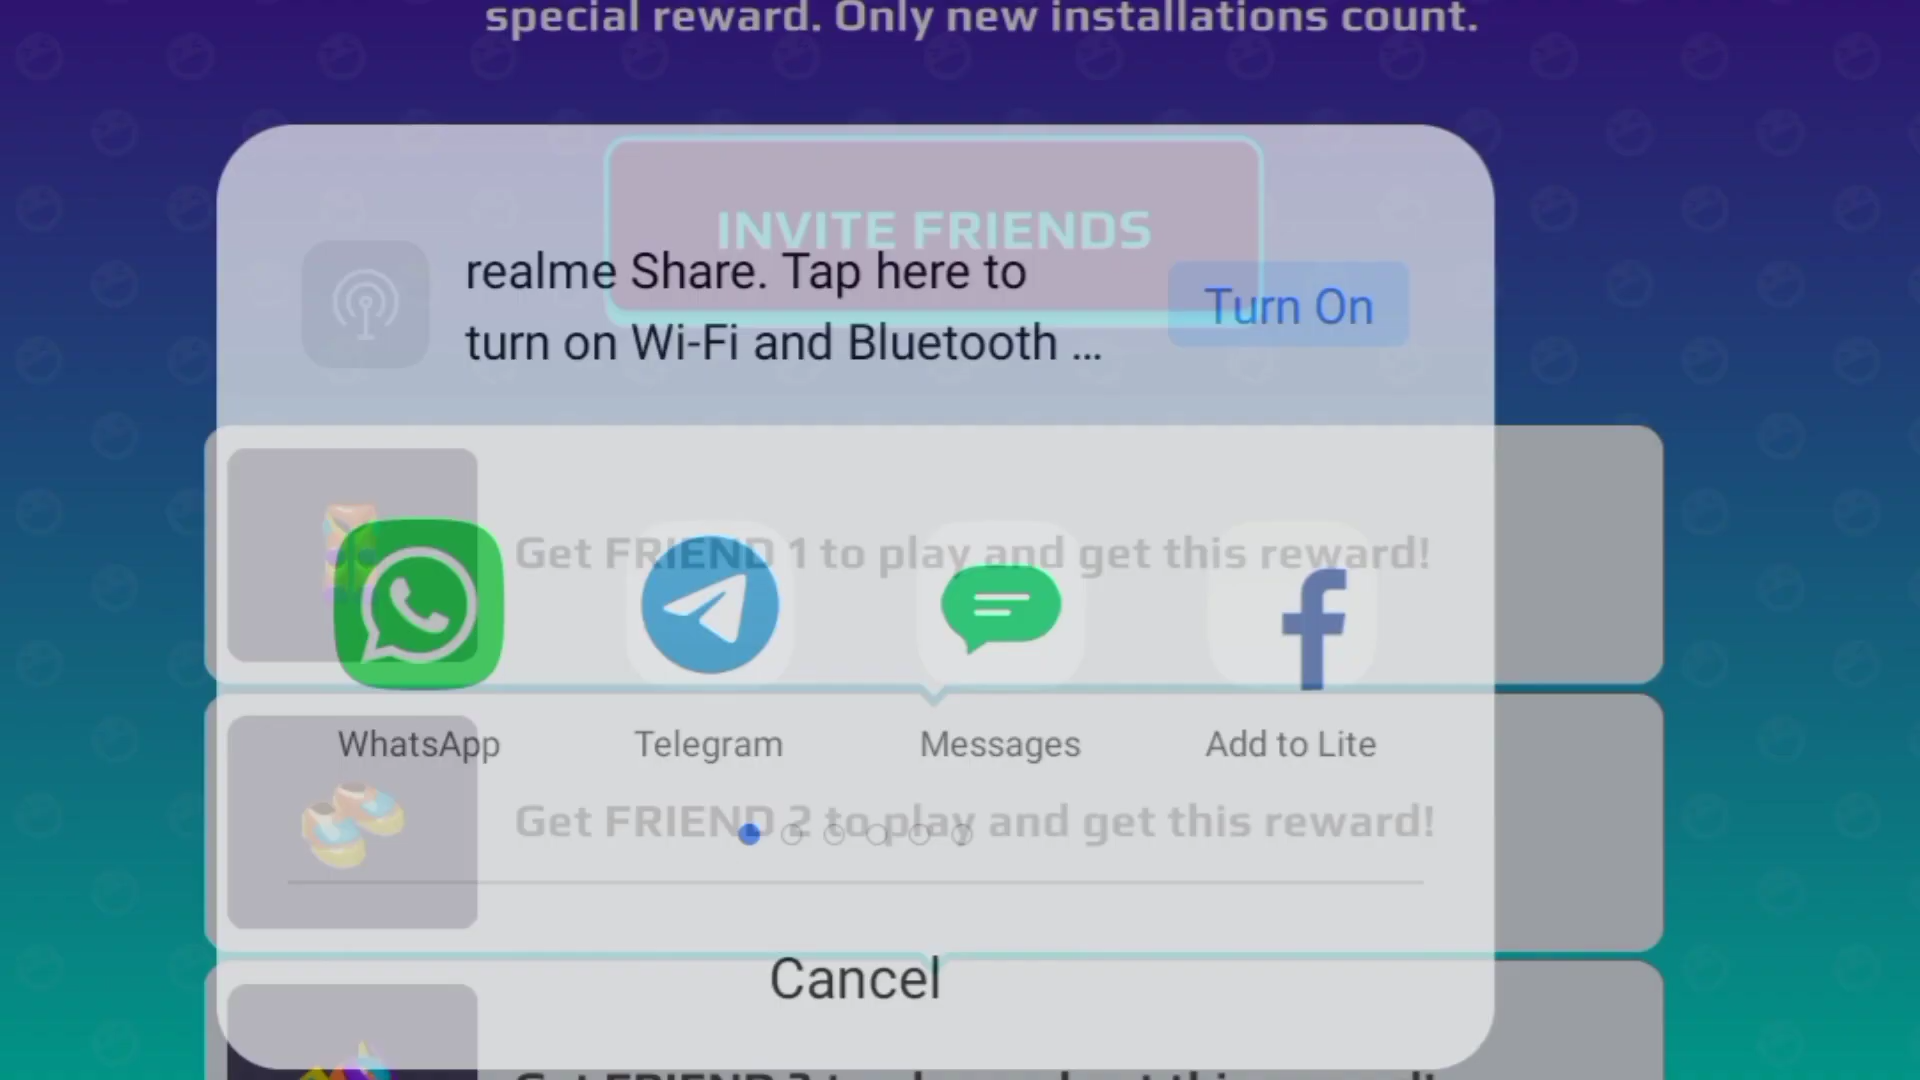 special reward. Only new installations count.
INVITE FRIENDS
realme Share. Tap here to
turn on Wi-Fi and Bluetooth ...
Turn On
Get FRIEND 1 to play and get this reward!
WhatsApp
Telegram
Messages
Add to Lite
Get FRIEND 2 to play and get this reward!
Cancel